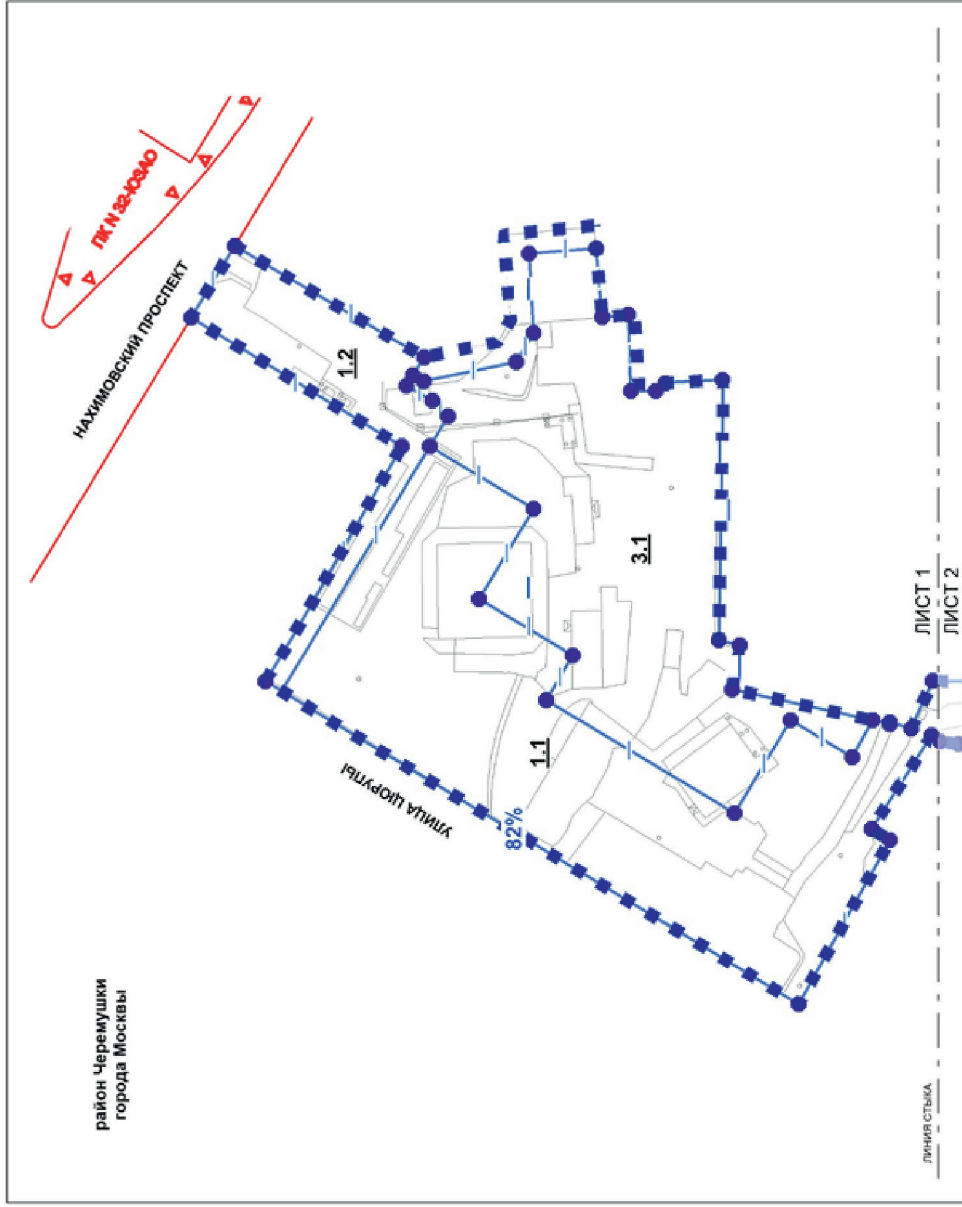 ПК N 32-ЮЗАО
НАХИМОВСКИЙ ПРОСПЕКТ
1.2
3.1
1.1
УЛИЦА ЦЮРУПЫ
82%
район Черемушки
города Москвы
ЛИСТ 1
ЛИСТ 2
ЛИНИЯ СТЫКА